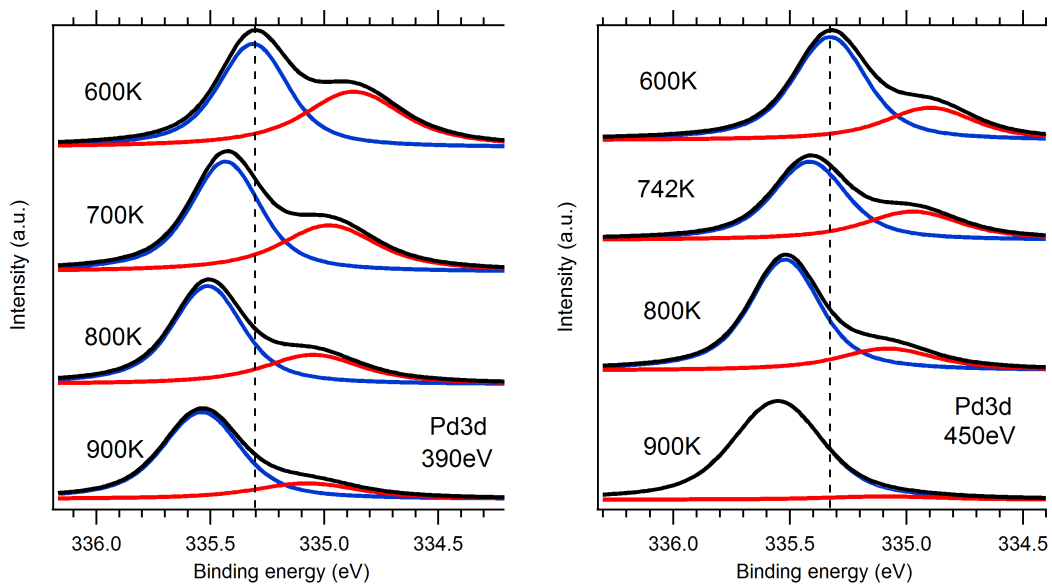 Intensity (a.u.)
600K
700K
800K
900K
Pd3d
390eV
336.0 335.5 335.0 334.5
Binding energy (eV)
Intensity (a.u.)
600K
742K
800K
900K
Pd3d
450eV
336.0 335.5 335.0 334.5
Binding energy (eV)